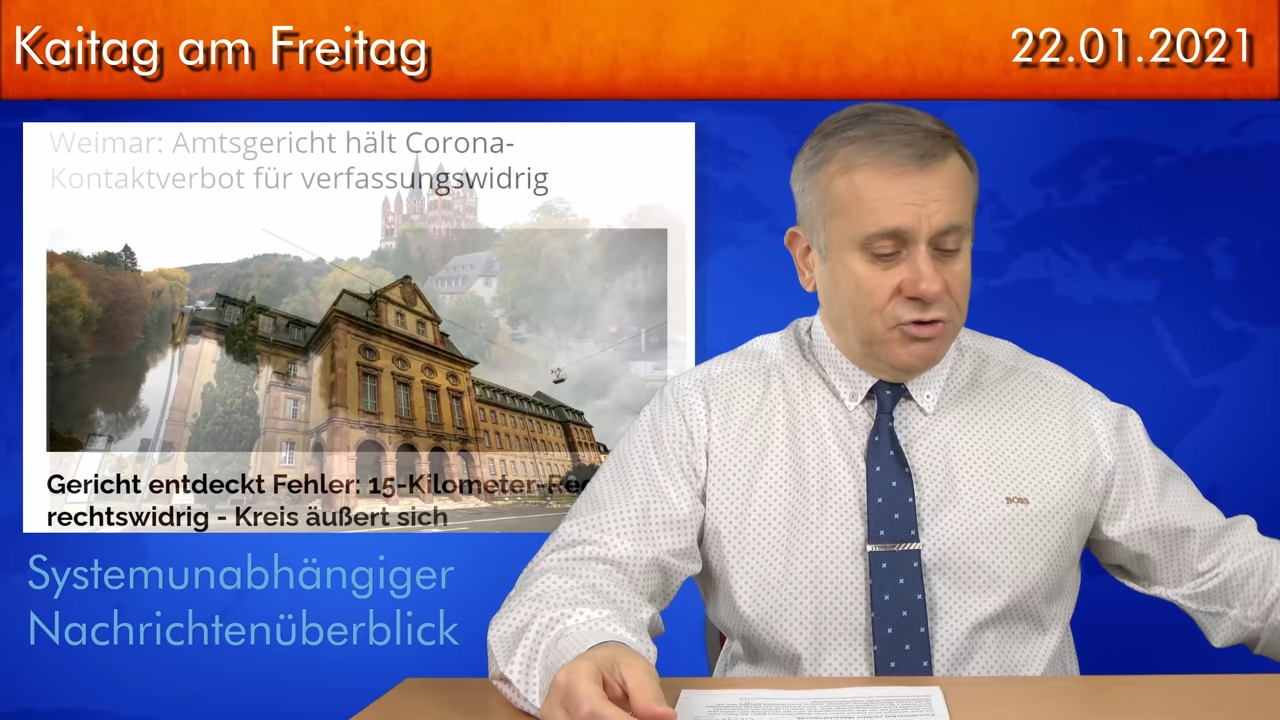 Kaitag am Freitag
22.01.2021
Weimar: Amtsgericht hält Corona-
Kontaktverbot für verfassungswidrig
Gericht entdeckt Fehler: 15-Kilometer-
rechtswidrig - Kreis äußert sich
Systemunabhängiger
Nachrichtenüberblick
BOSS